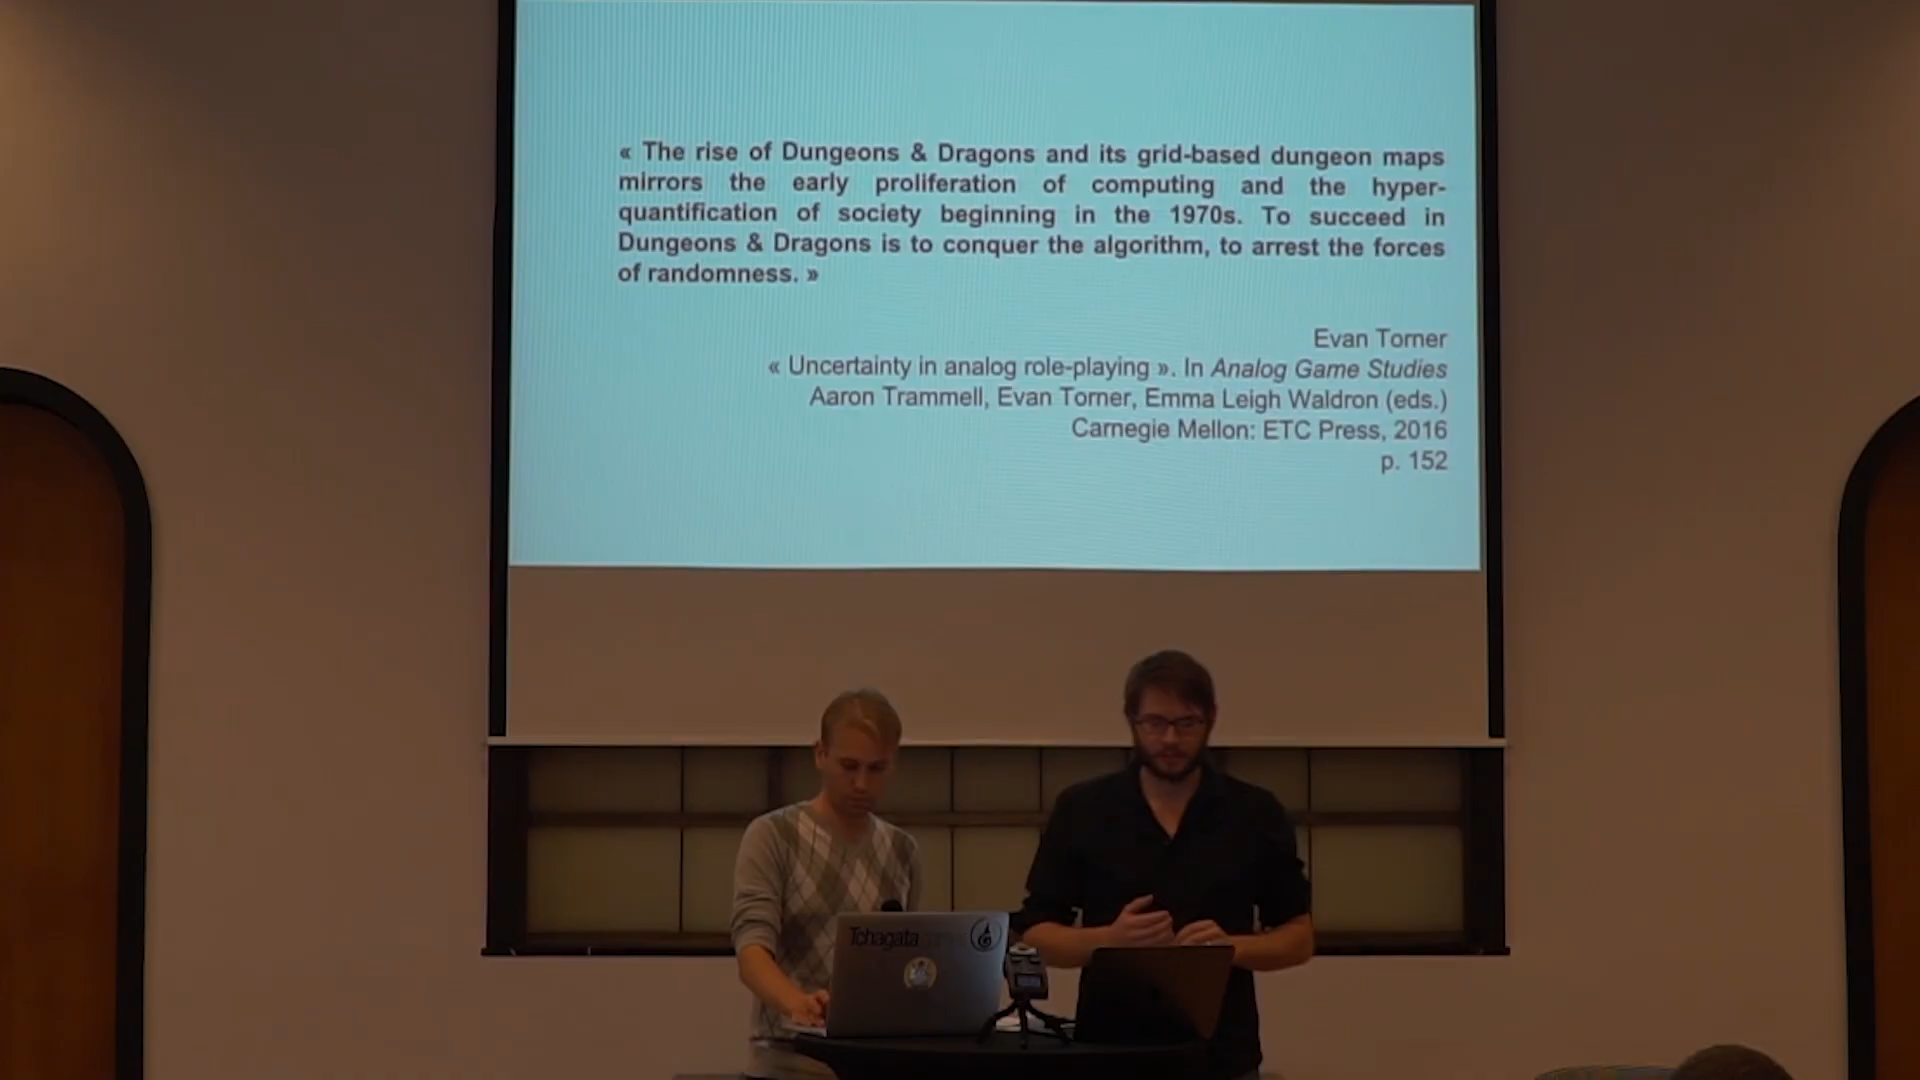 « The rise of Dungeons & Dragons and its grid-based dungeon maps
mirrors the early proliferation of computing and the hyper-
quantification of society beginning in the 1970s. To succeed in
Dungeons & Dragons is to conquer the algorithm, to arrest the forces
of randomness. »
Evan Torner
« Uncertainty in analog role-playing ». In Analog Game Studies
Aaron Trammell, Evan Torner, Emma Leigh Waldron (eds.)
Carnegie Mellon: ETC Press, 2016
p. 152
Tchagata